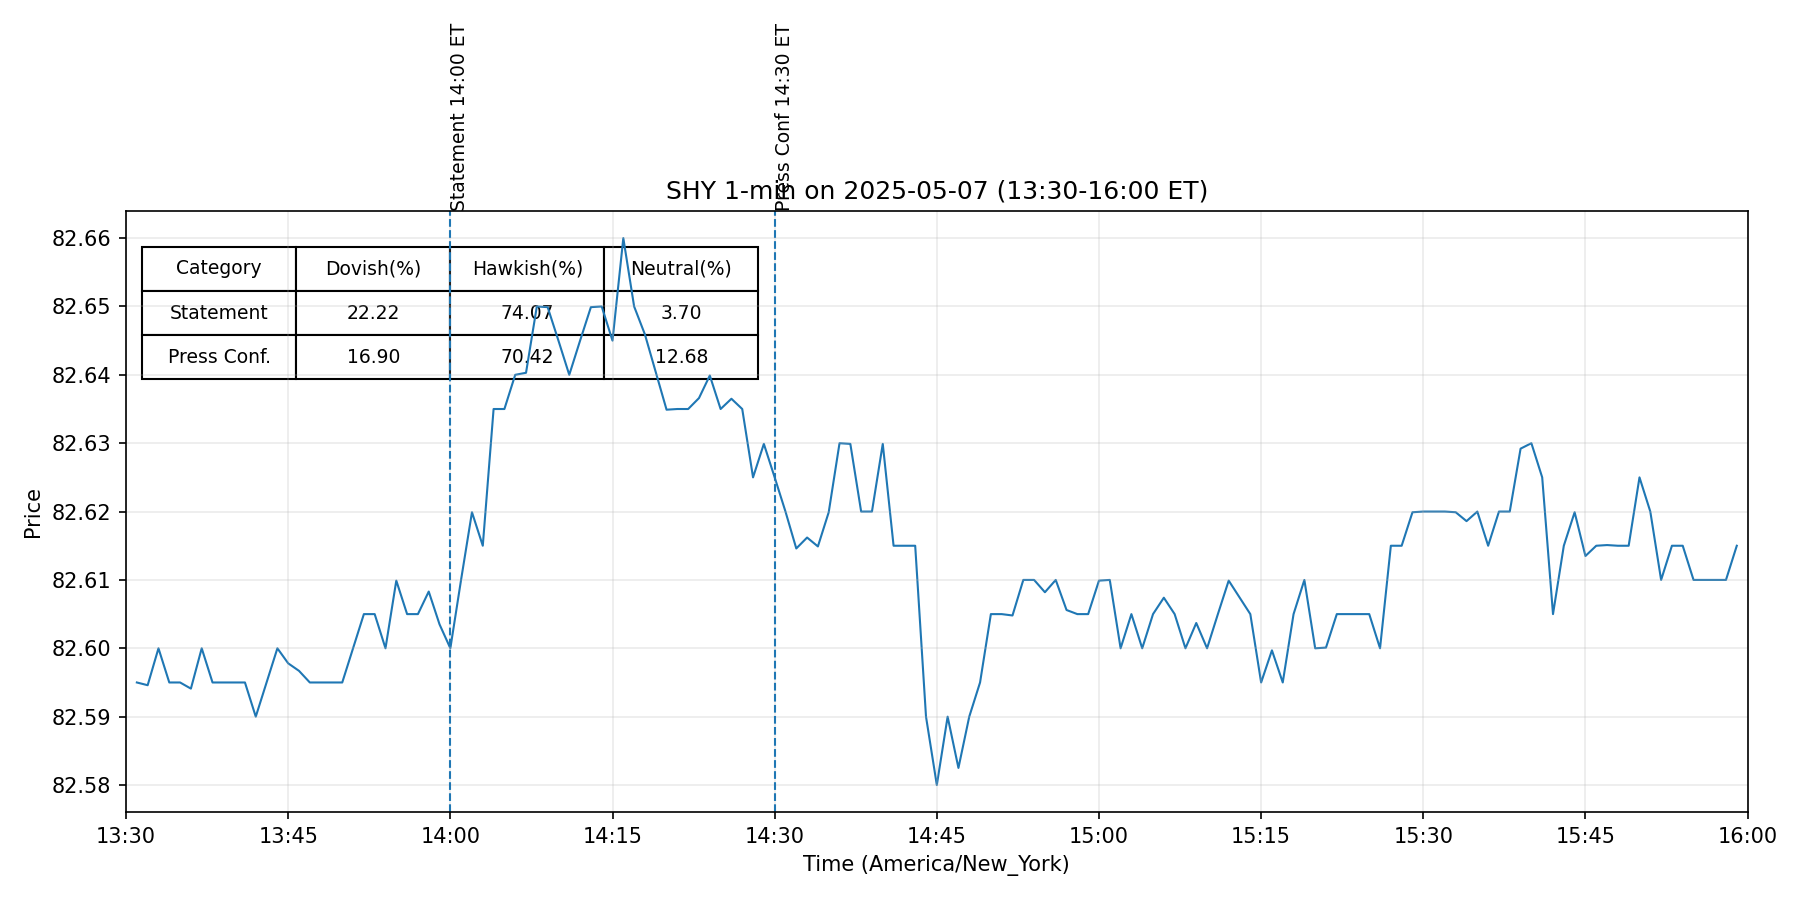 Statement 14:00 ET
Press Conf 14:30 ET
SHY 1-min on 2025-05-07 (13:30-16:00 ET)
Category Dovish(%) Hawkish(%) Neutral(%)
Statement 22.22 74.07 3.70
Press Conf. 16.90 70.42 12.68
82.66
82.65
82.64
82.63
82.62
82.61
82.60
82.59
82.58
Price
13:30 13:45 14:00 14:15 14:30 14:45 15:00 15:15 15:30 15:45 16:00
Time (America/New_York)